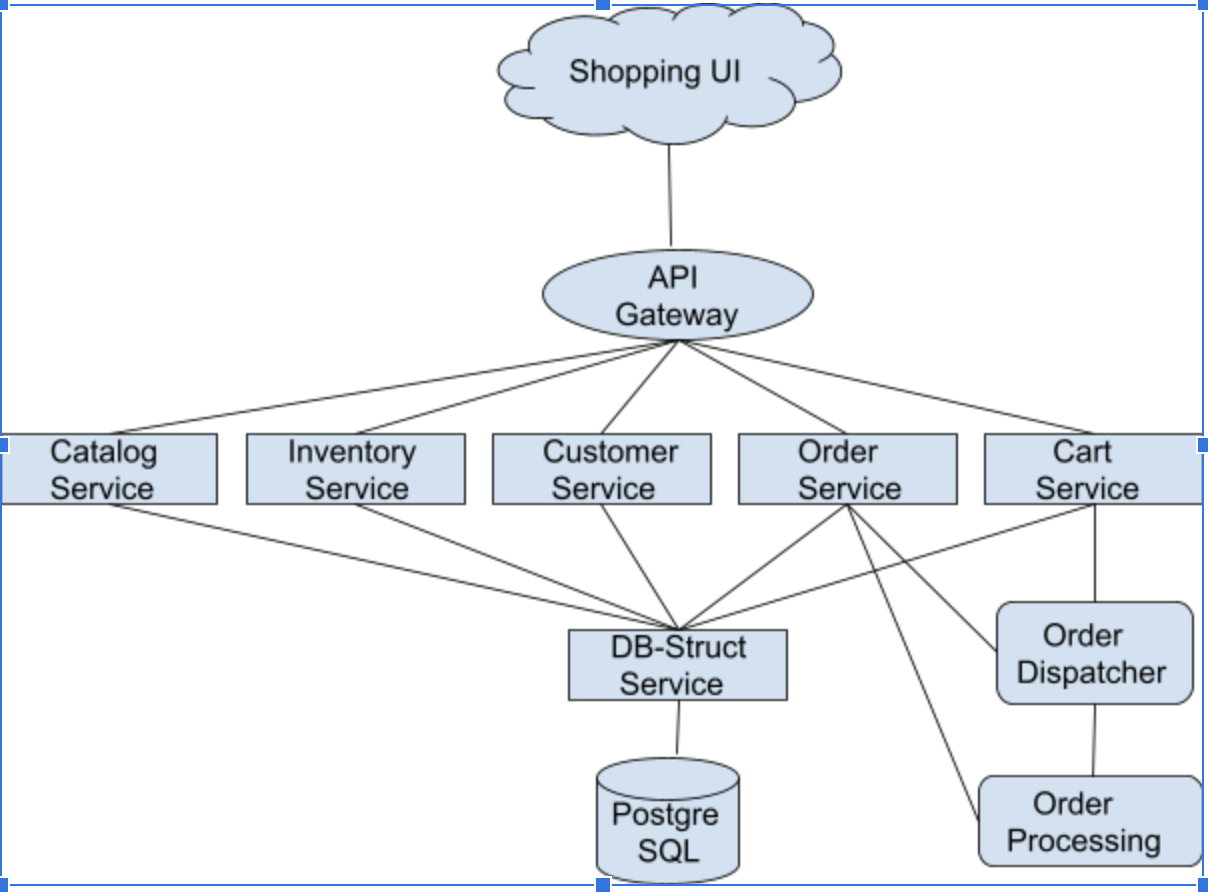 Shopping UI
API
Gateway
Catalog
Service
Inventory
Service
Customer
Service
Order
Service
Cart
Service
DB-Struct
Service
Order
Dispatcher
Postgre
SQL
Order
Processing